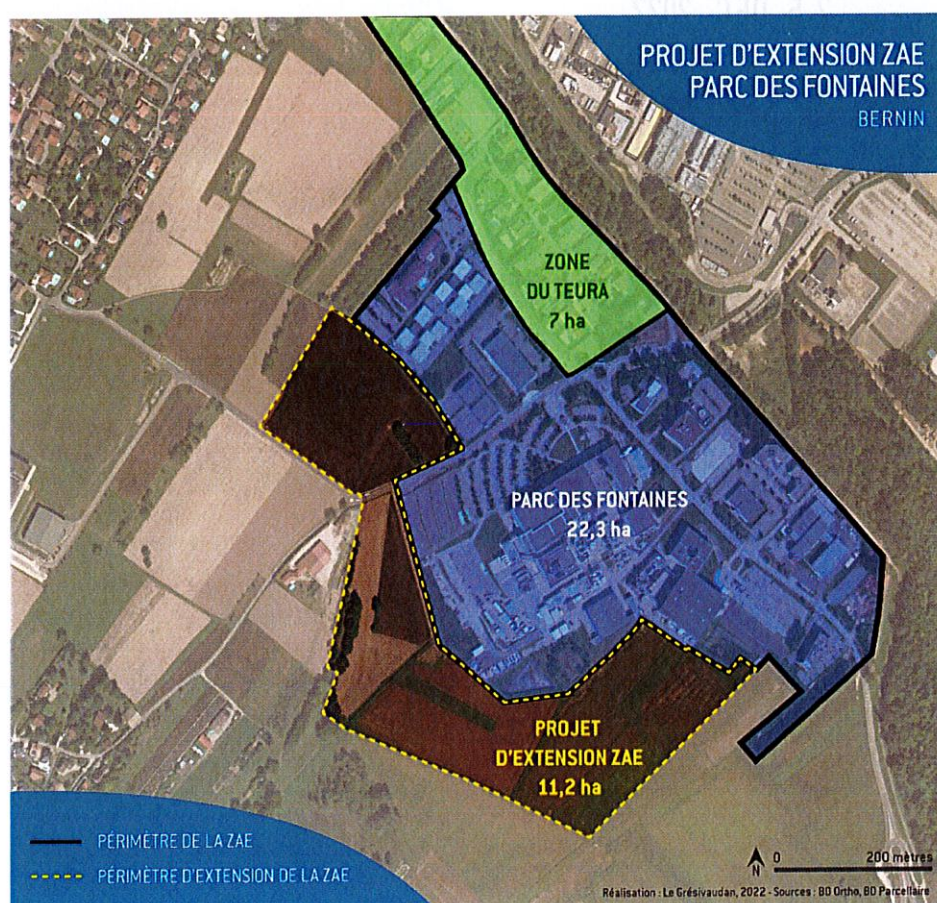 PROJET D'EXTENSION ZAE
PARC DES FONTAINES
BERNIN
ZONE
DU TEURA
7 ha
PARC DES FONTAINES
22,3 ha
PROJET
D'EXTENSION ZAE
11,2 ha
PÉRIMÈTRE DE LA ZAE
PÉRIMÈTRE D'EXTENSION DE LA ZAE
N
0 200 mètres
Réalisation : Le Grésivaudan, 2022 - Sources : BD Ortho, BD Parcellaire